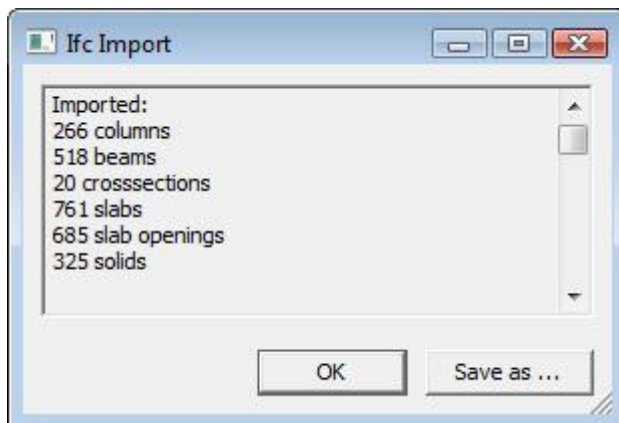 Ifc Import
Imported:
266 columns
518 beams
20 crosssections
761 slabs
685 slab openings
325 solids
OK
Save as ...